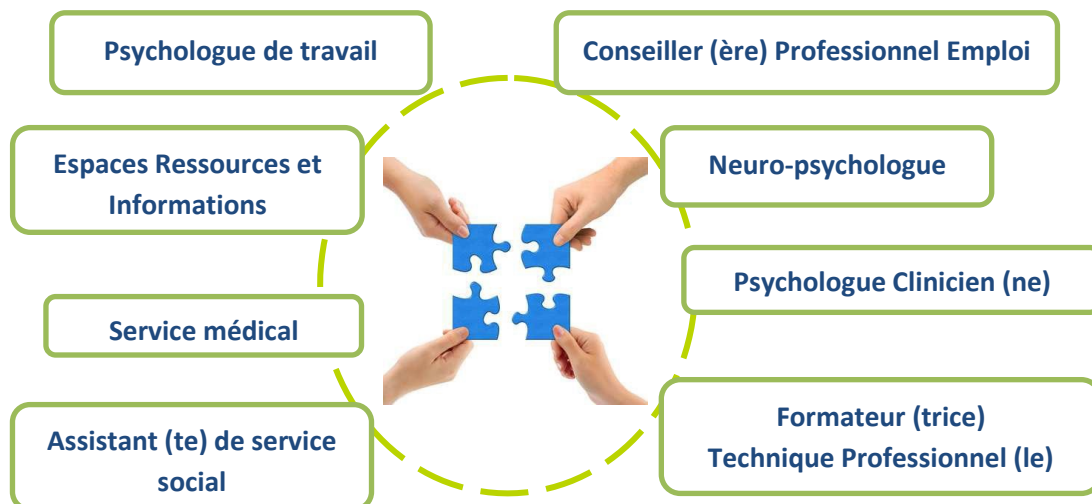 Psychologue de travail
Conseiller (ère) Professionnel Emploi
Espaces Ressources et
Informations
Neuro-psychologue
Psychologue Clinicien (ne)
Service médical
Assistant (te) de service
social
Formateur (trice)
Technique Professionnel (le)